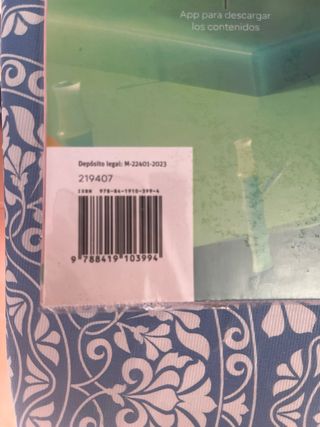 App para descargar
los contenidos
Depósito legal: M-22401-2023
219407
ISBN 978-84-1910-399-4
9 788419 103994